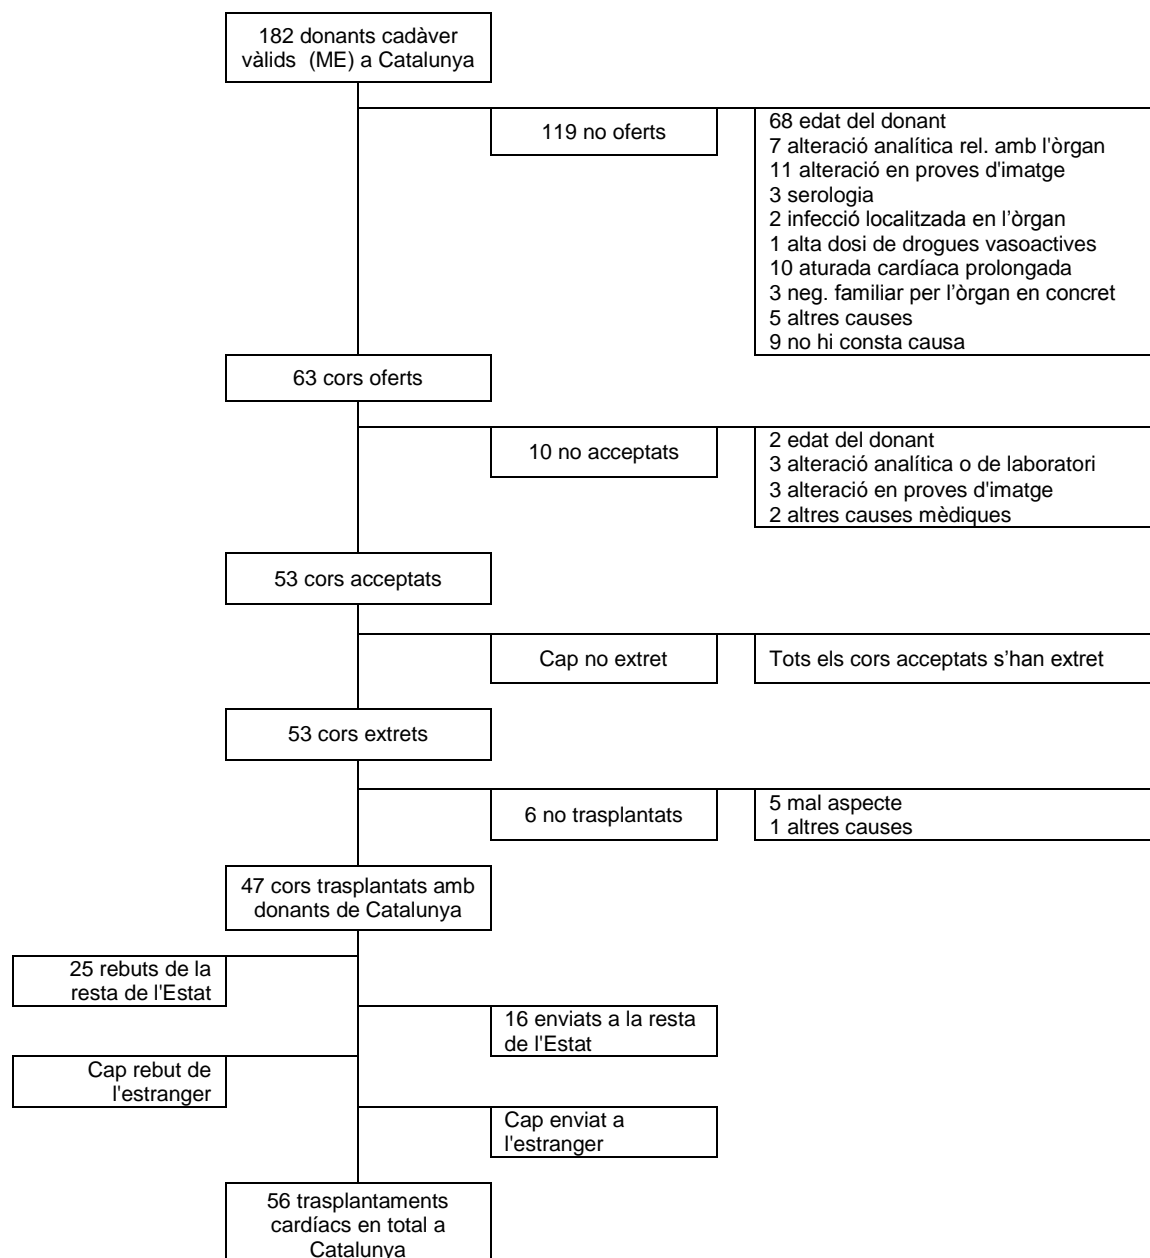 182 donants cadàver
vàlids  (ME) a Catalunya
119 no oferts
68 edat del donant
7 alteració analítica rel. amb l'òrgan
11 alteració en proves d'imatge
3 serologia
2 infecció localitzada en l’òrgan
1 alta dosi de drogues vasoactives
10 aturada cardíaca prolongada
3 neg. familiar per l’òrgan en concret
5 altres causes
9 no hi consta causa
63 cors oferts
10 no acceptats
2 edat del donant
3 alteració analítica o de laboratori
3 alteració en proves d'imatge
2 altres causes mèdiques
53 cors acceptats
Cap no extret
Tots els cors acceptats s’han extret
53 cors extrets
6 no trasplantats
5 mal aspecte
1 altres causes
47 cors trasplantats amb
donants de Catalunya
25 rebuts de la
resta de l'Estat
16 enviats a la resta
de l'Estat
Cap rebut de
l'estranger
Cap enviat a
l'estranger
56 trasplantaments
cardíacs en total a
Catalunya